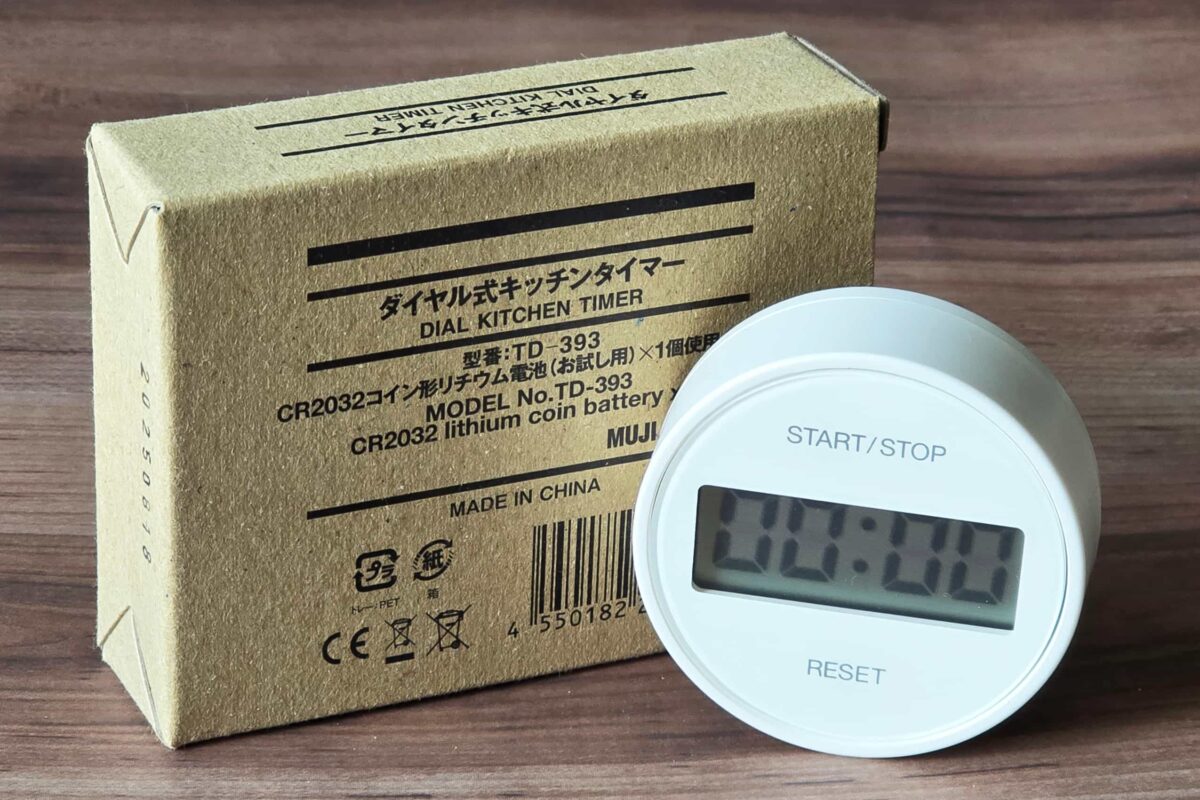 ダイヤル式キッチンタイマー
DIAL KITCHEN TIMER
ダイヤル式キッチンタイマー
DIAL KITCHEN TIMER
型番:TD-393
CR2032コイン形リチウム電池(お試し用)×1個使用
MODEL No.TD-393
CR2032 lithium coin battery
MUJI
MADE IN CHINA
プラ
紙
トレー:PET
箱
CE
4 550182
20250618
START/STOP
00:00
RESET